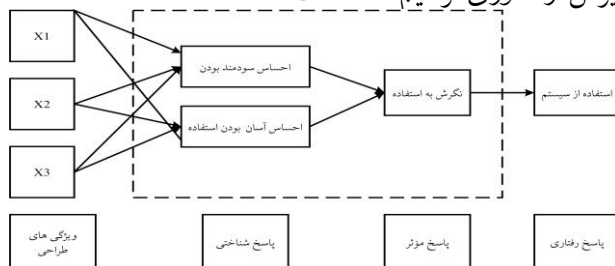 X1
احساس سودمند بودن
X2
نگرش به استفاده
استفاده از سیستم
احساس آسان بودن استفاده
X3
ویژگی های
طراحی
پاسخ شناختی
پاسخ مؤثر
پاسخ رفتاری